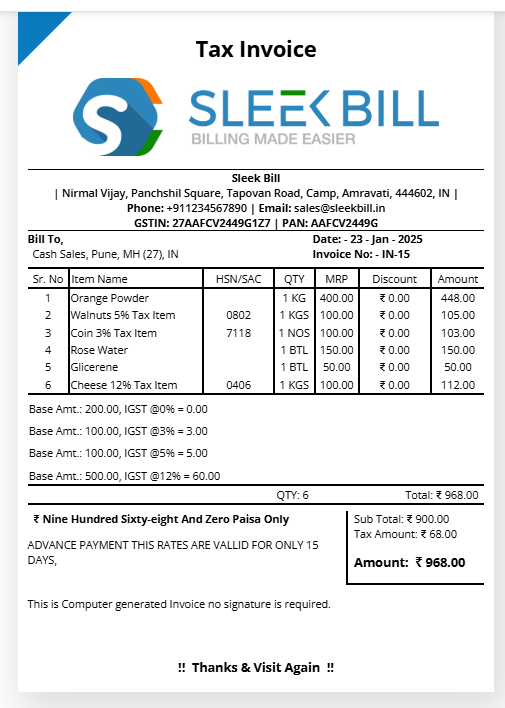 Tax Invoice
SLEEK BILL
BILLING MADE EASIER
Sleek Bill
| Nirmal Vijay, Panchshil Square, Tapovan Road, Camp, Amravati, 444602, IN |
Phone: +911234567890 | Email: sales@sleekbill.in
GSTIN: 27AAFCV2449G1Z7 | PAN: AAFCV2449G
Bill To, Date: - 23 - Jan - 2025
Cash Sales, Pune, MH (27), IN Invoice No: - IN-15
Sr. No Item Name HSN/SAC QTY MRP Discount Amount
1 Orange Powder 1 KG 400.00 ₹ 0.00 448.00
2 Walnuts 5% Tax Item 0802 1 KGS 100.00 ₹ 0.00 105.00
3 Coin 3% Tax Item 7118 1 NOS 100.00 ₹ 0.00 103.00
4 Rose Water 1 BTL 150.00 ₹ 0.00 150.00
5 Glicerene 1 BTL 50.00 ₹ 0.00 50.00
6 Cheese 12% Tax Item 0406 1 KGS 100.00 ₹ 0.00 112.00
Base Amt.: 200.00, IGST @0% = 0.00
Base Amt.: 100.00, IGST @3% = 3.00
Base Amt.: 100.00, IGST @5% = 5.00
Base Amt.: 500.00, IGST @12% = 60.00
QTY: 6 Total: ₹ 968.00
₹ Nine Hundred Sixty-eight And Zero Paisa Only
ADVANCE PAYMENT THIS RATES ARE VALLID FOR ONLY 15
DAYS,
Sub Total: ₹ 900.00
Tax Amount: ₹ 68.00
Amount: ₹ 968.00
This is Computer generated Invoice no signature is required.
!! Thanks & Visit Again !!